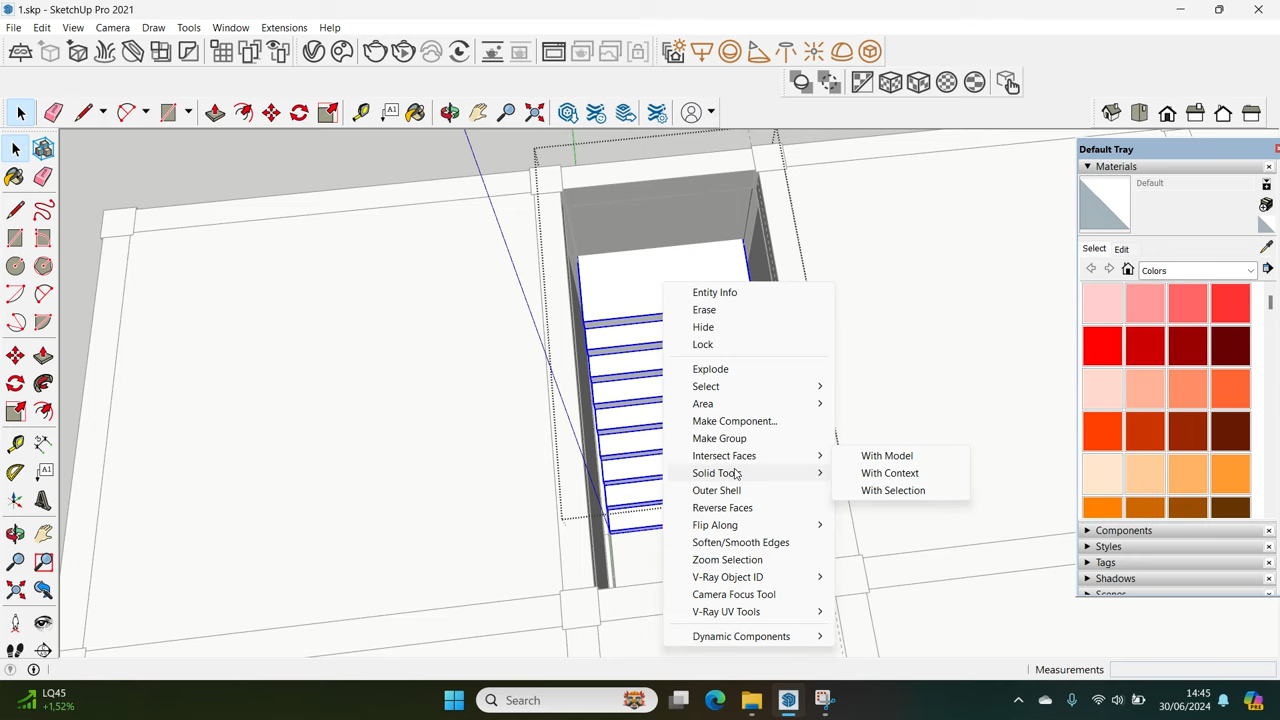 1.skp - SketchUp Pro 2021
File Edit View Camera Draw Tools Window Extensions Help
A1
Default Tray
Materials
Default
Select Edit
Colors
Entity Info
Erase
Hide
Lock
Explode
Select
Area
Make Component...
Make Group
Intersect Faces
With Model
Solid Tools
With Context
Outer Shell
With Selection
Reverse Faces
Flip Along
Components
Soften/Smooth Edges
Styles
Zoom Selection
Tags
V-Ray Object ID
Shadows
Camera Focus Tool
V-Ray UV Tools
Dynamic Components
A1
Measurements
LQ45
+1,52%
Search
14:45
30/06/2024